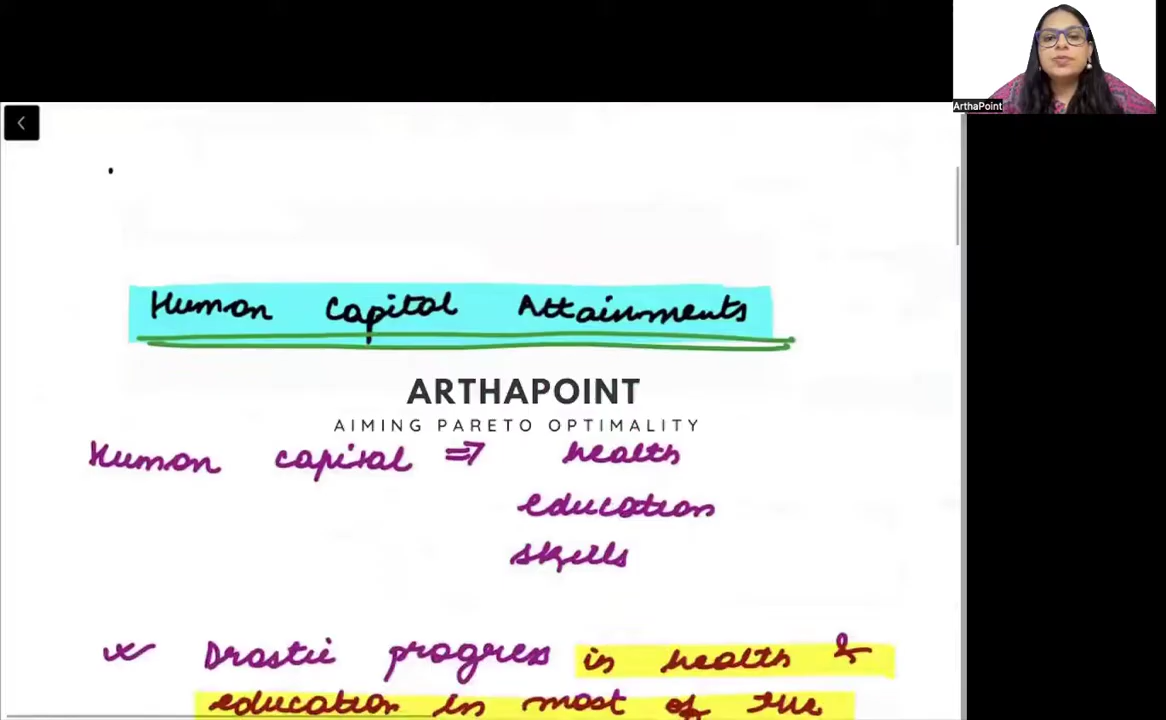 ArthaPoint
Human Capital Attainments
ARTHAPOINT
AIMING PARETO OPTIMALITY
Human capital ⇒ health
education
skills
Drastic progress in health &
education in most of the